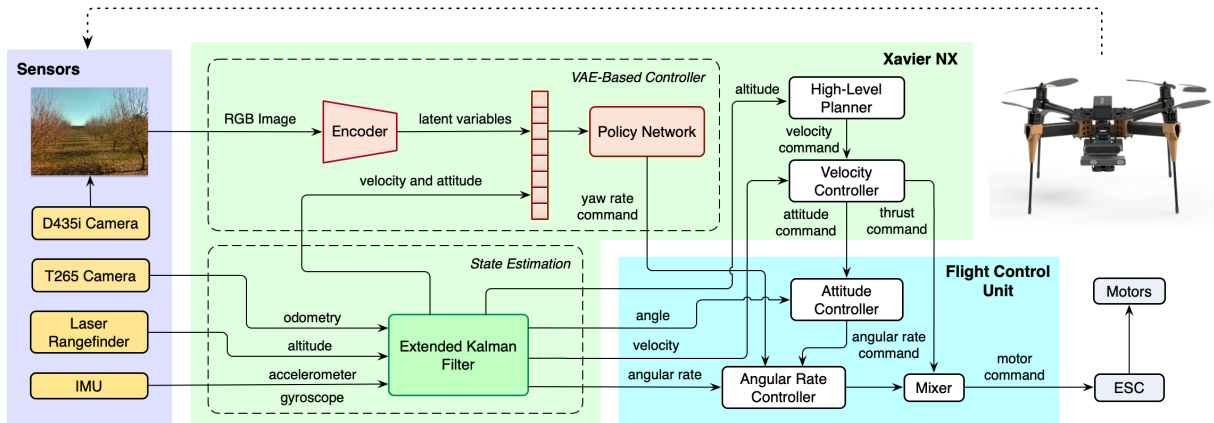 Sensors
Xavier NX
VAE-Based Controller
RGB Image
Encoder
latent variables
Policy Network
altitude
High-Level
Planner
velocity
command
velocity and attitude
yaw rate
command
Velocity
Controller
attitude
command
thrust
command
D435i Camera
T265 Camera
Laser
Rangefinder
IMU
State Estimation
odometry
altitude
accelerometer
gyroscope
Extended Kalman
Filter
Flight Control
Unit
angle
velocity
angular rate
Attitude
Controller
angular rate
command
Angular Rate
Controller
Mixer
motor
command
Motors
ESC